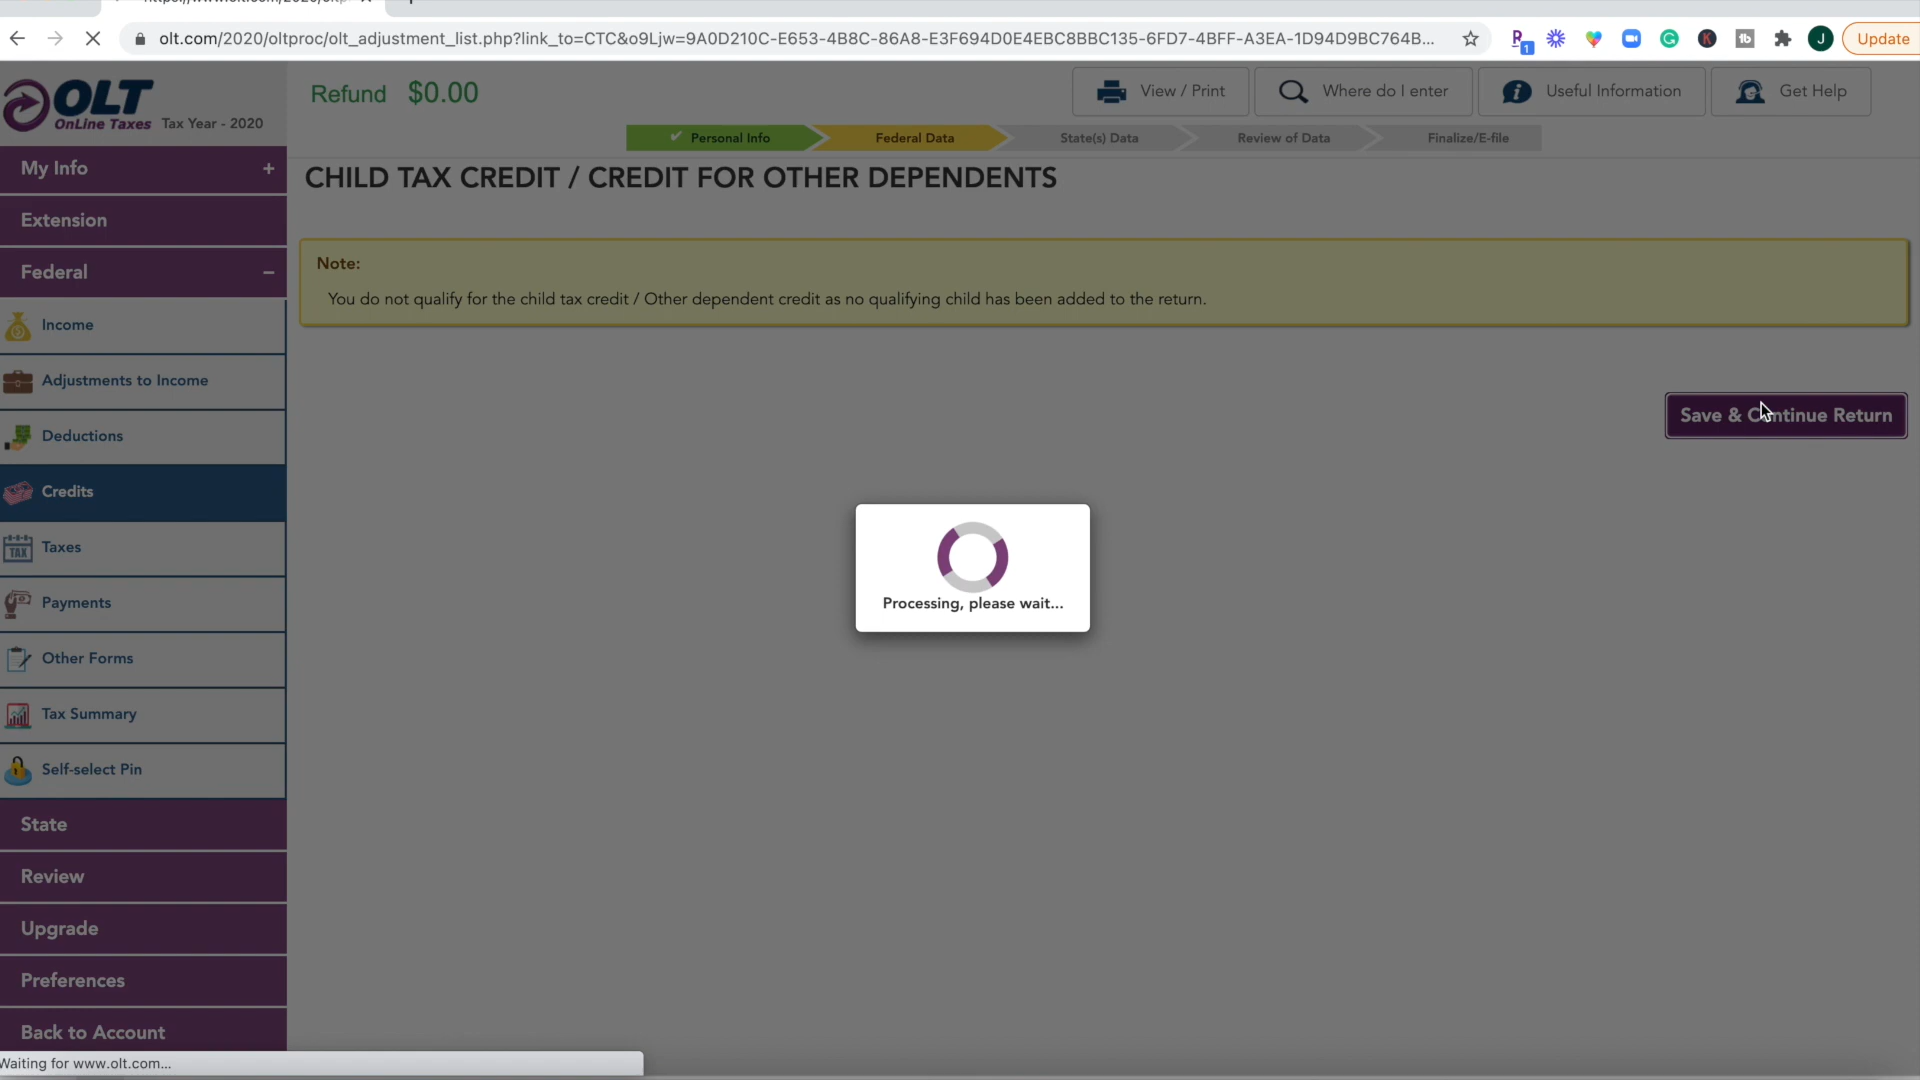 olt.com/2020/oltproc/olt_adjustment_list.php?link_to=CTC&o9Ljw=9A0D210C-E653-4B8C-86A8-E3F694D0E4EBC8BBC135-6FD7-4BFF-A3EA-1D94D9BC764B...
1
tb
J
Update
OLT
OnLine Taxes
Tax Year - 2020
Refund $0.00
View / Print
Where do I enter
Useful Information
Get Help
Personal Info
Federal Data
State(s) Data
Review of Data
Finalize/E-file
My Info +
Extension
Federal −
Income
Adjustments to Income
Deductions
Credits
TAX
Taxes
Payments
Other Forms
Tax Summary
Self-select Pin
State
Review
Upgrade
Preferences
Back to Account
CHILD TAX CREDIT / CREDIT FOR OTHER DEPENDENTS
Note:
You do not qualify for the child tax credit / Other dependent credit as no qualifying child has been added to the return.
Save & Continue Return
Processing, please wait...
Waiting for www.olt.com...